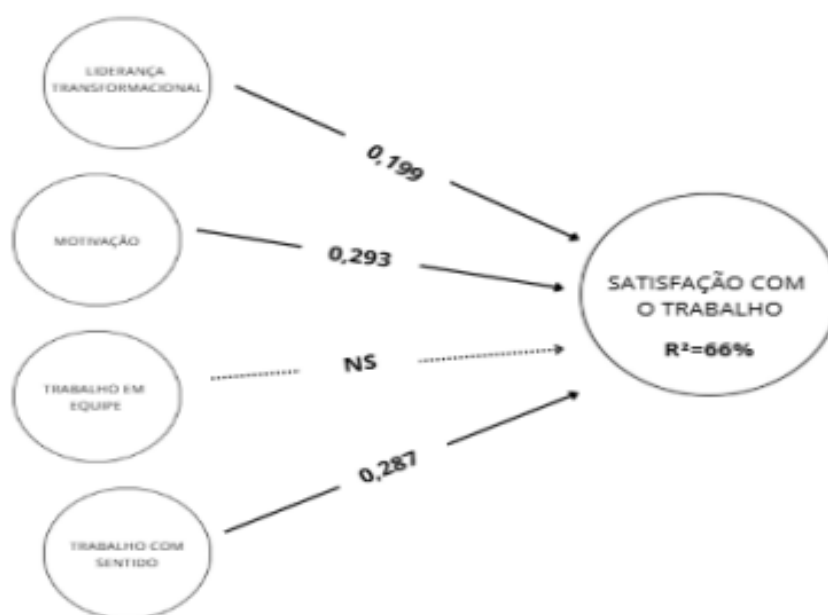 LIDERANÇA
TRANSFORMACIONAL
0,199
MOTIVAÇÃO
0,293
SATISFAÇÃO COM
O TRABALHO
R²=66%
TRABALHO EM
EQUIPE
NS
0,287
TRABALHO COM
SENTIDO